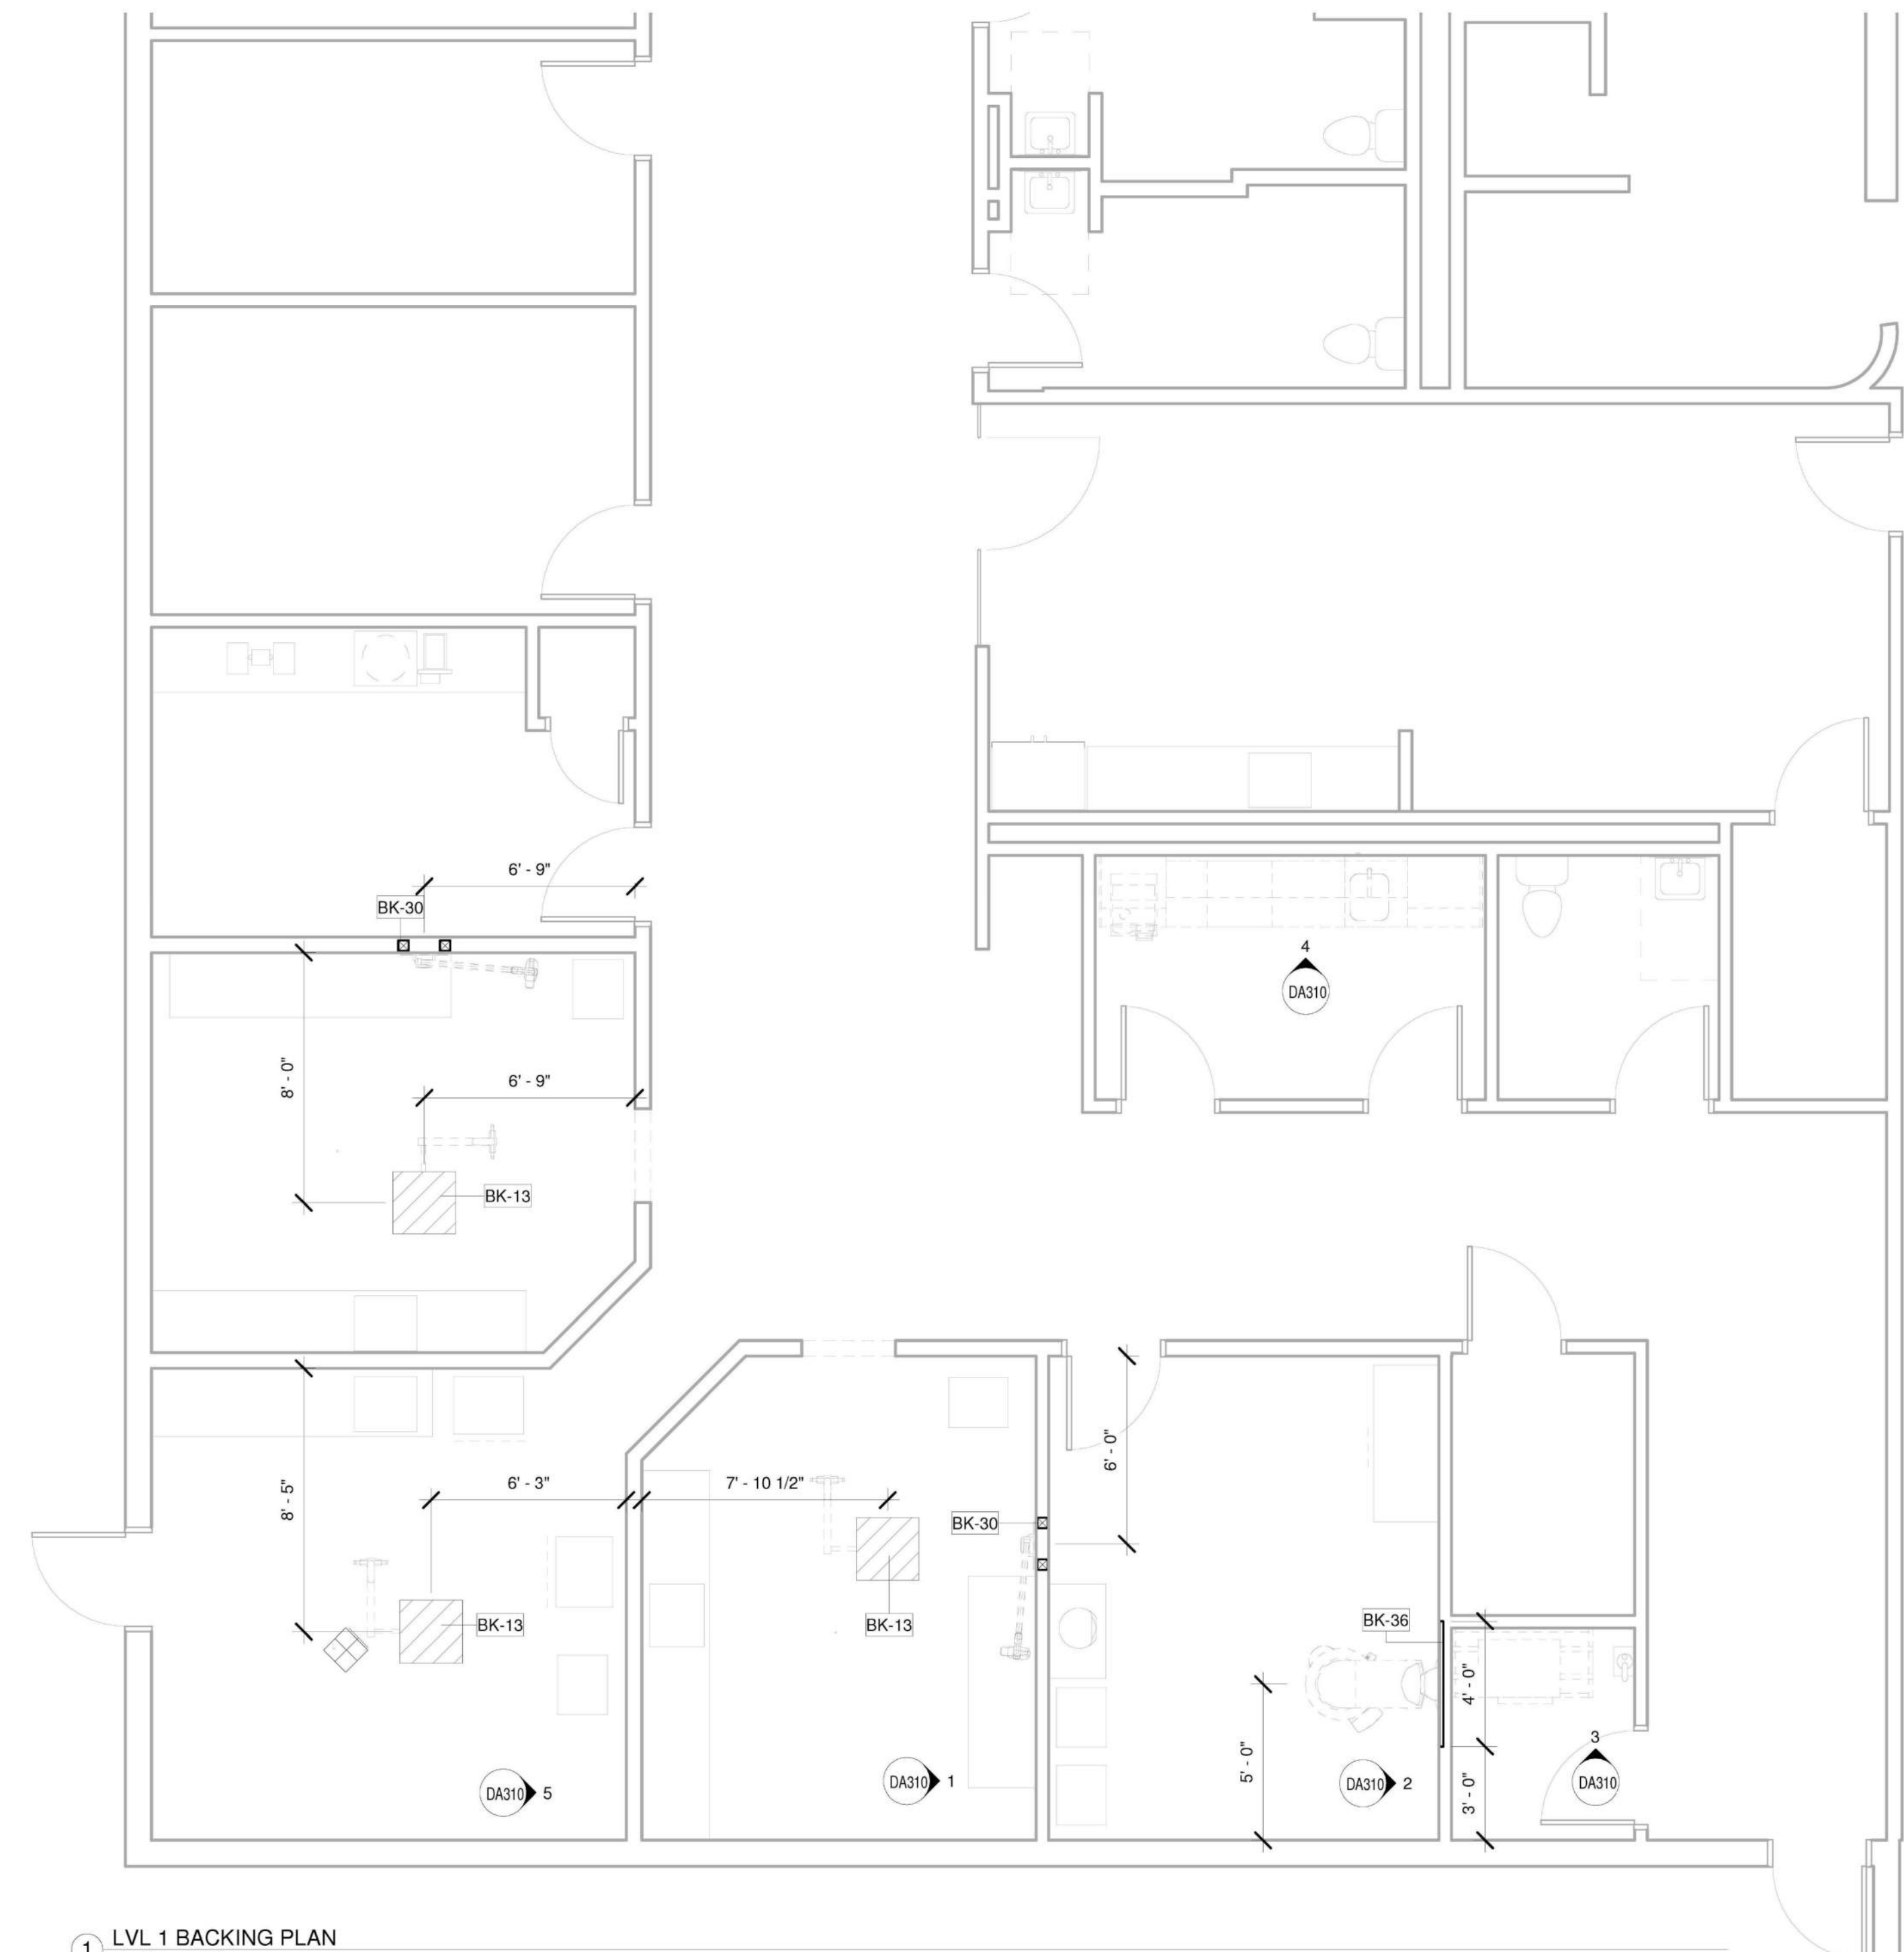 6' - 9"
BK-30
4
DA310
8' - 0"
6' - 9"
BK-13
6' - 0"
8' - 5"
6' - 3"
7' - 10 1/2"
BK-30
BK-13
BK-13
BK-36
4' - 0"
5' - 0"
3
DA310
3' - 0"
DA310 5
DA310 1
DA310 2
1 LVL 1 BACKING PLAN